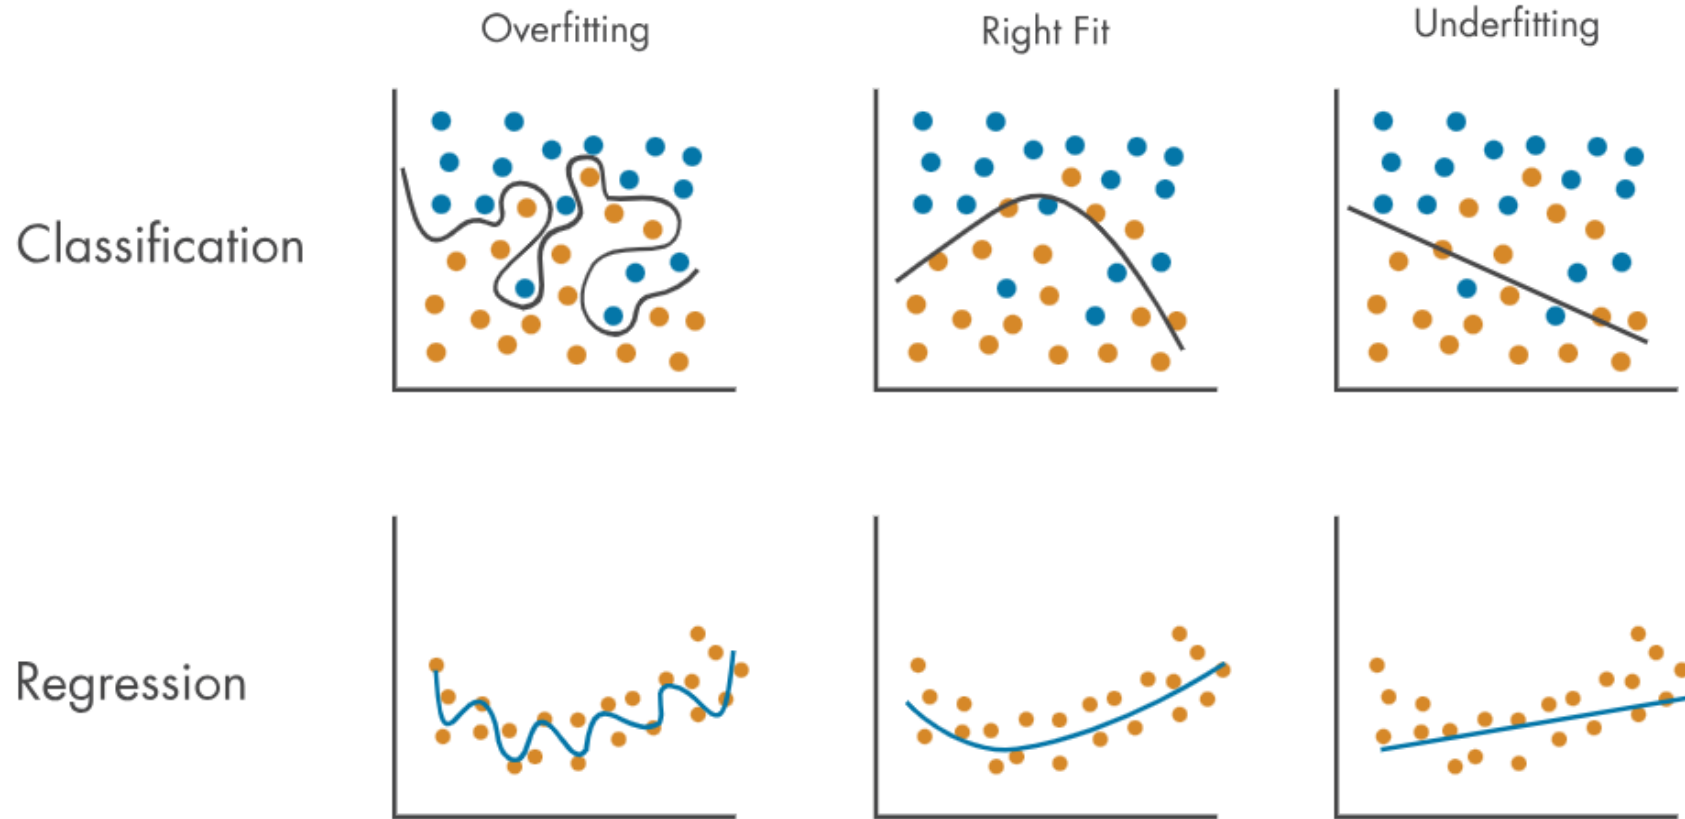 Overfitting
Right Fit
Underfitting
Classification
Regression